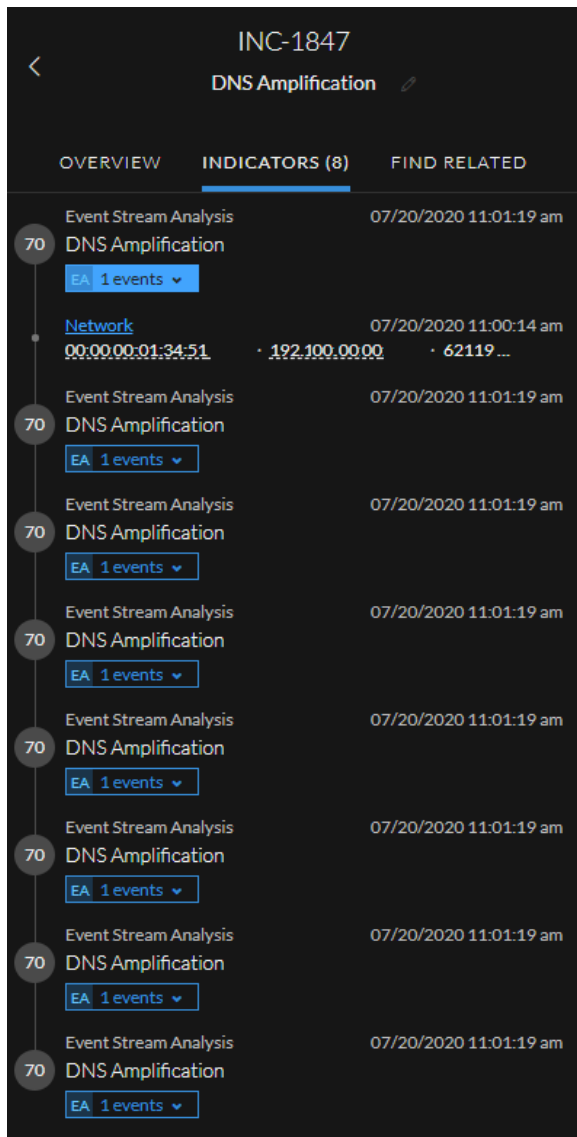 INC-1847
DNS Amplification
OVERVIEW INDICATORS (8) FIND RELATED
Event Stream Analysis 07/20/2020 11:01:19 am
70 DNS Amplification
EA 1 events
Network 07/20/2020 11:00:14 am
00:00:00:01:34:51 · 192.100.00:00: · 62119 ...
Event Stream Analysis 07/20/2020 11:01:19 am
70 DNS Amplification
EA 1 events
Event Stream Analysis 07/20/2020 11:01:19 am
70 DNS Amplification
EA 1 events
Event Stream Analysis 07/20/2020 11:01:19 am
70 DNS Amplification
EA 1 events
Event Stream Analysis 07/20/2020 11:01:19 am
70 DNS Amplification
EA 1 events
Event Stream Analysis 07/20/2020 11:01:19 am
70 DNS Amplification
EA 1 events
Event Stream Analysis 07/20/2020 11:01:19 am
70 DNS Amplification
EA 1 events
Event Stream Analysis 07/20/2020 11:01:19 am
70 DNS Amplification
EA 1 events